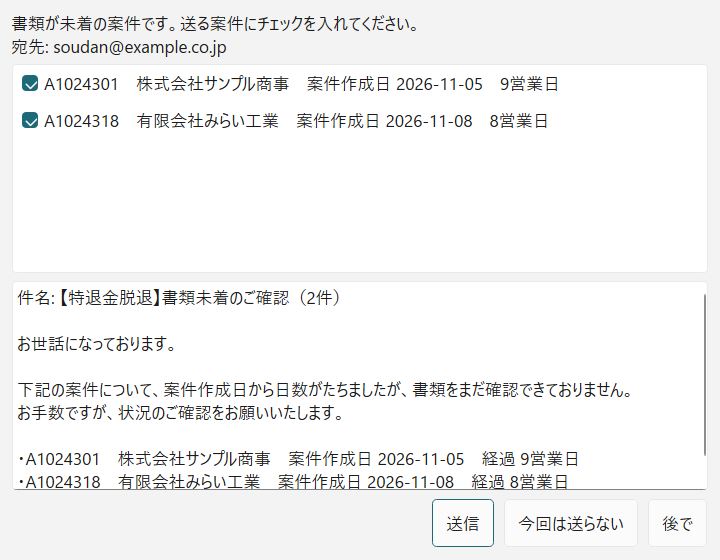 書類が未着の案件です。送る案件にチェックを入れてください。
宛先: soudan@example.co.jp
A1024301　株式会社サンプル商事　案件作成日 2026-11-05　9営業日
A1024318　有限会社みらい工業　案件作成日 2026-11-08　8営業日
件名:【特退金脱退】書類未着のご確認（2件）
お世話になっております。
下記の案件について、案件作成日から日数がたちましたが、書類をまだ確認できておりません。
お手数ですが、状況のご確認をお願いいたします。
・A1024301　株式会社サンプル商事　案件作成日 2026-11-05　経過 9営業日
・A1024318　有限会社みらい工業　案件作成日 2026-11-08　経過 8営業日
送信　今回は送らない　後で